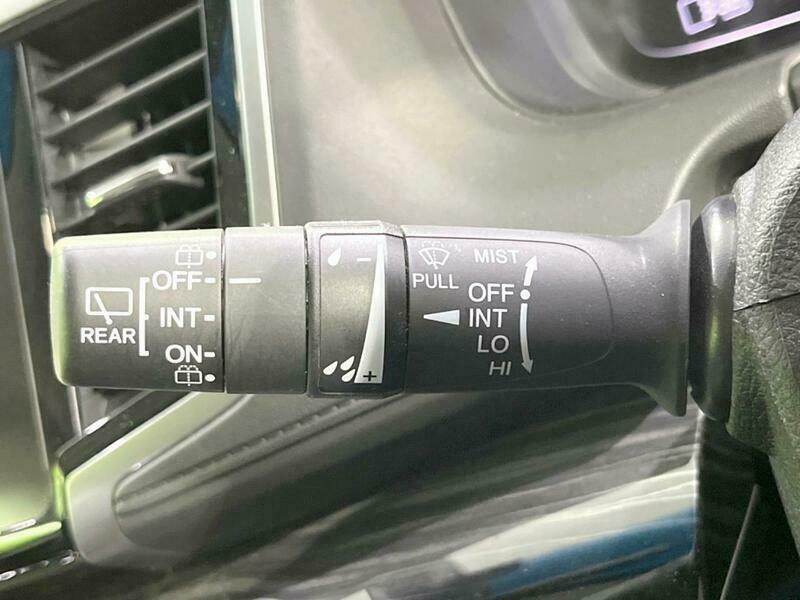 REAR
OFF
INT
ON
−
+
PULL
MIST
OFF
INT
LO
HI